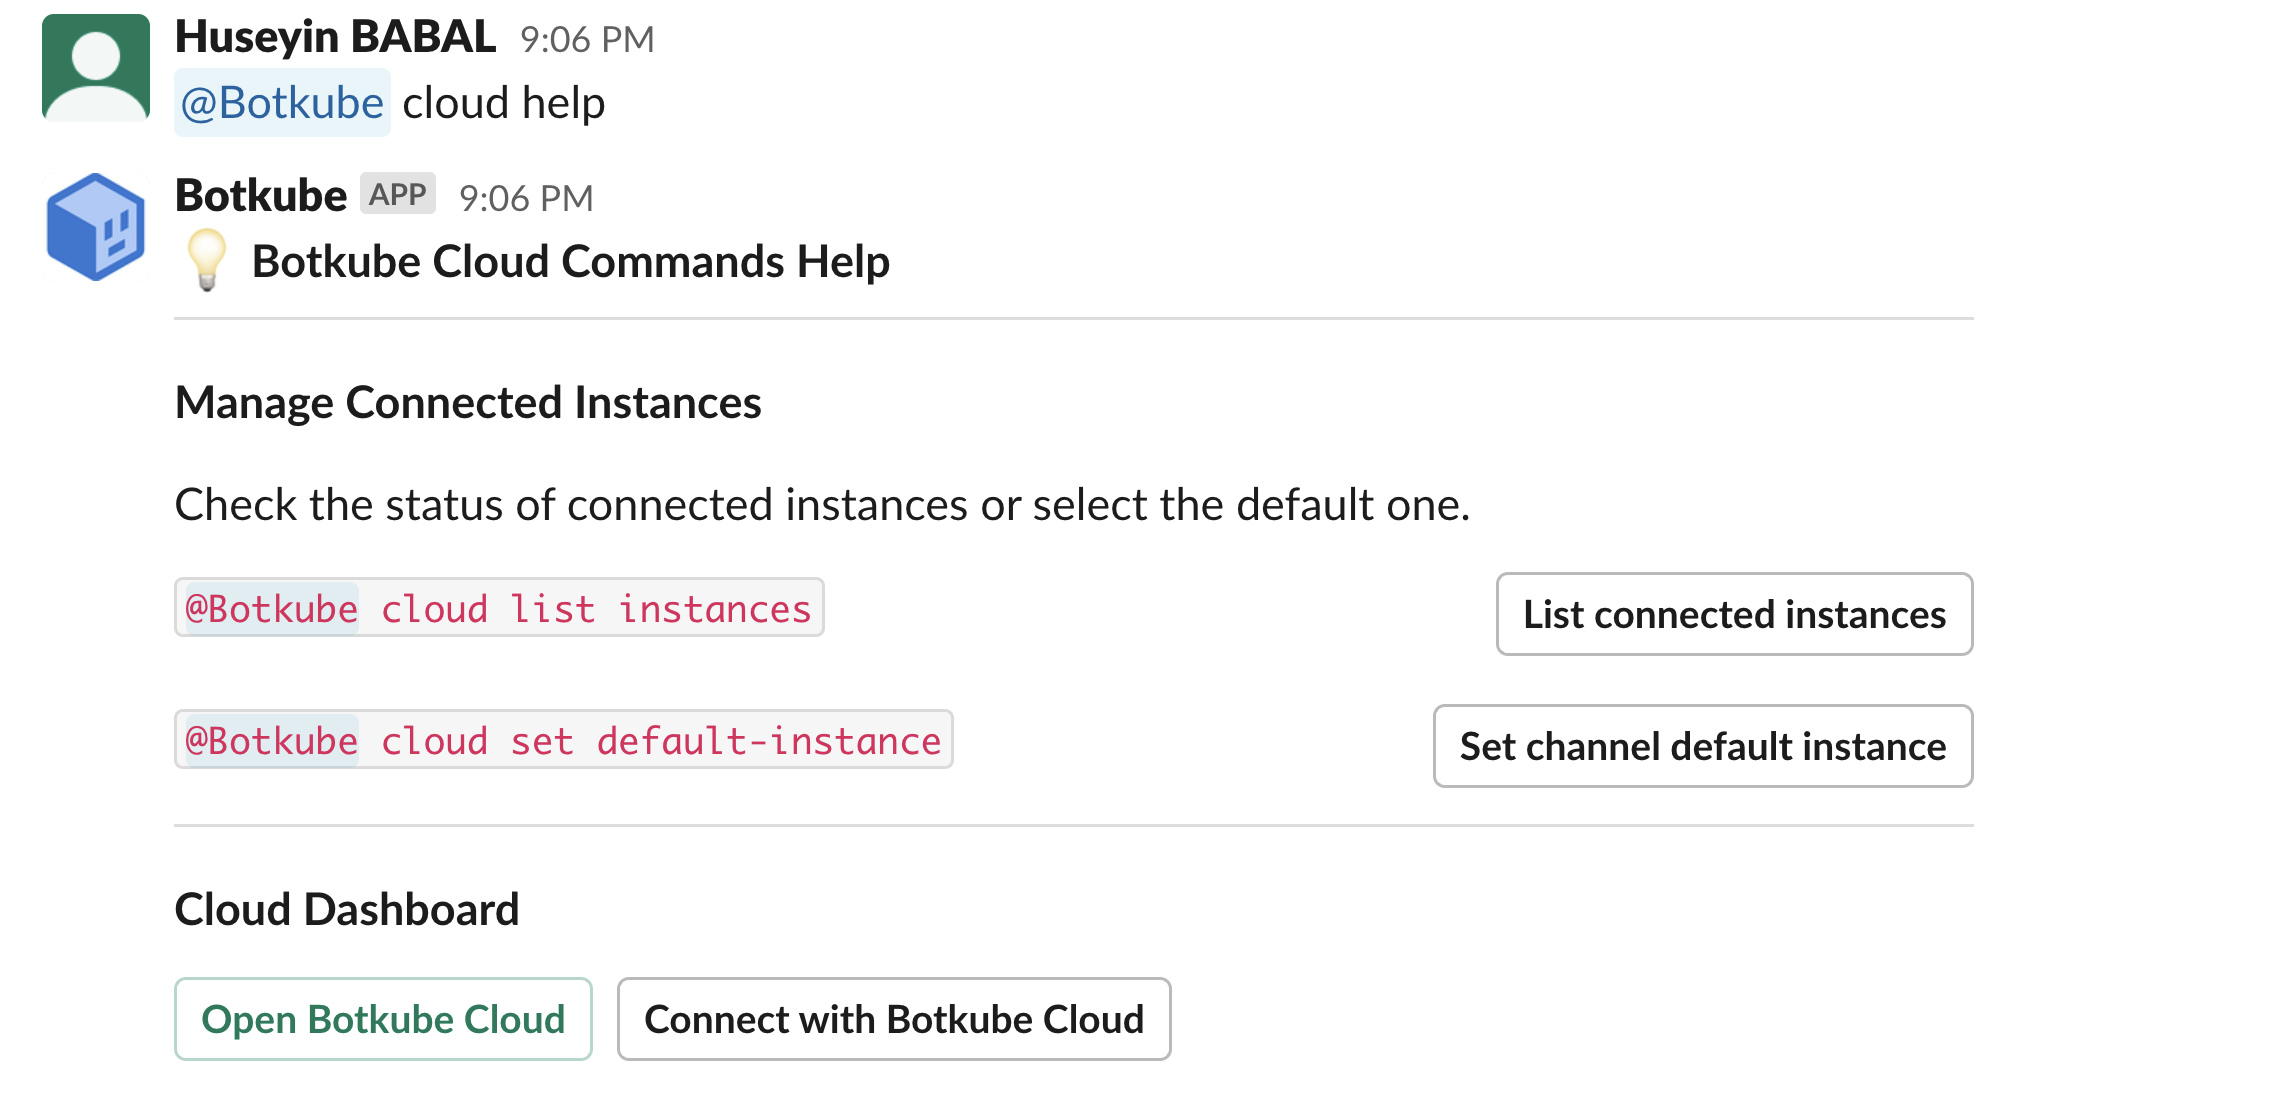 Huseyin BABAL 9:06 PM
@Botkube cloud help
Botkube APP 9:06 PM
Botkube Cloud Commands Help
Manage Connected Instances
Check the status of connected instances or select the default one.
@Botkube cloud list instances
List connected instances
@Botkube cloud set default-instance
Set channel default instance
Cloud Dashboard
Open Botkube Cloud
Connect with Botkube Cloud